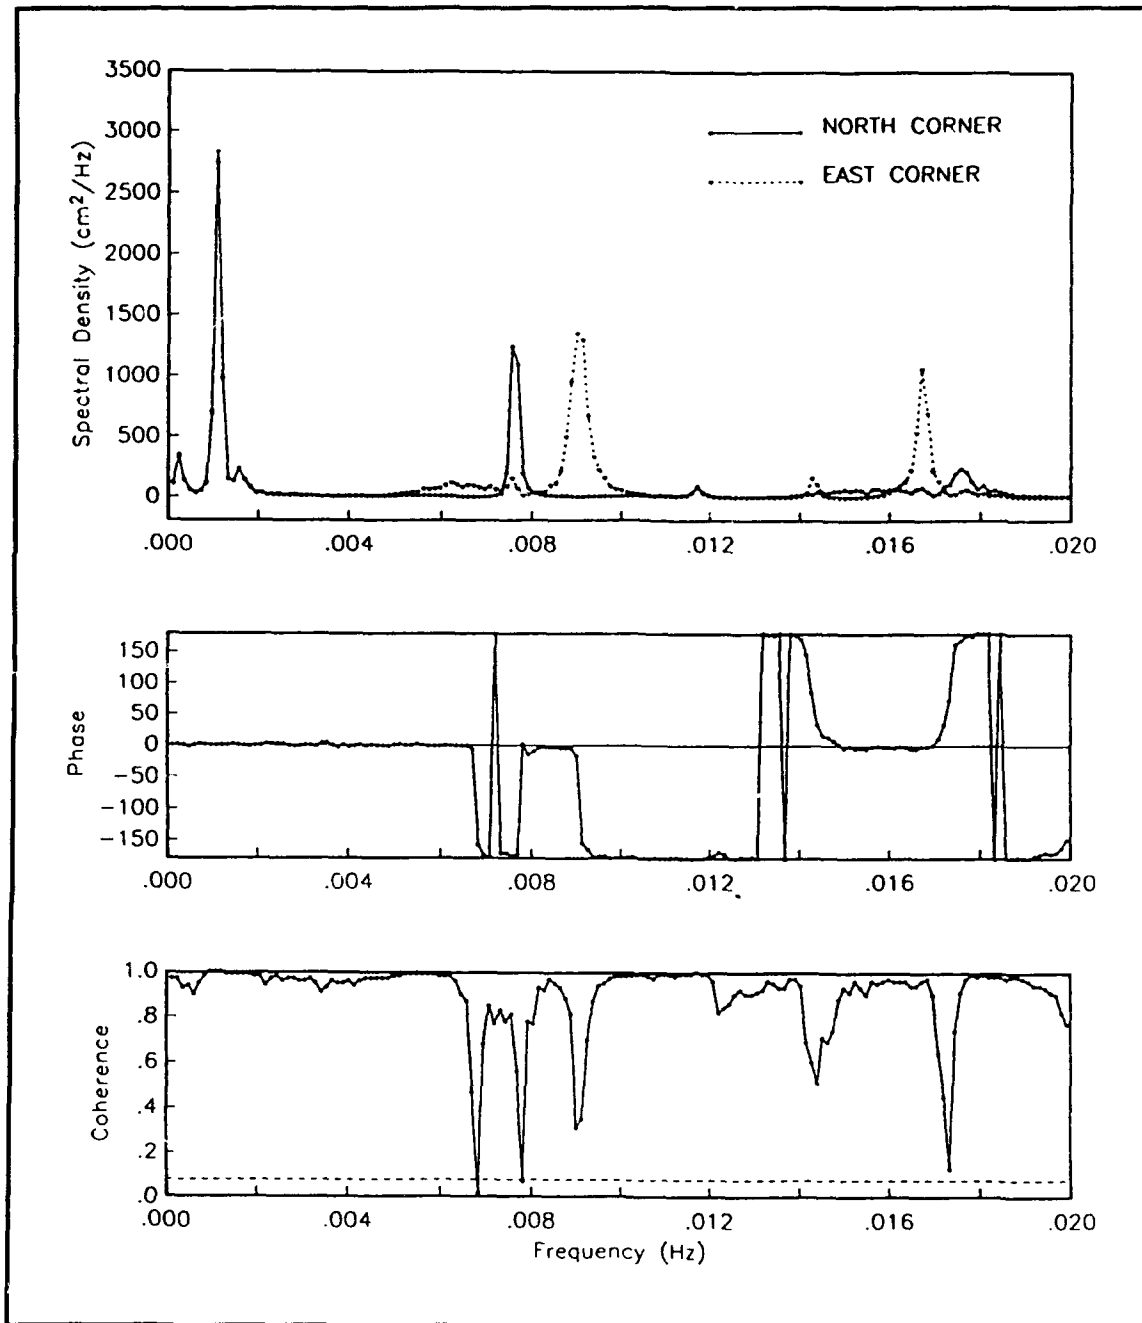 3500
3000
2500
2000
1500
1000
500
0
Spectral Density (cm²/Hz)
NORTH CORNER
EAST CORNER
.000 .004 .008 .012 .016 .020
150
100
50
0
−50
−100
−150
Phase
.000 .004 .008 .012 .016 .020
1.0
.8
.6
.4
.2
.0
Coherence
.000 .004 .008 .012 .016 .020
Frequency (Hz)